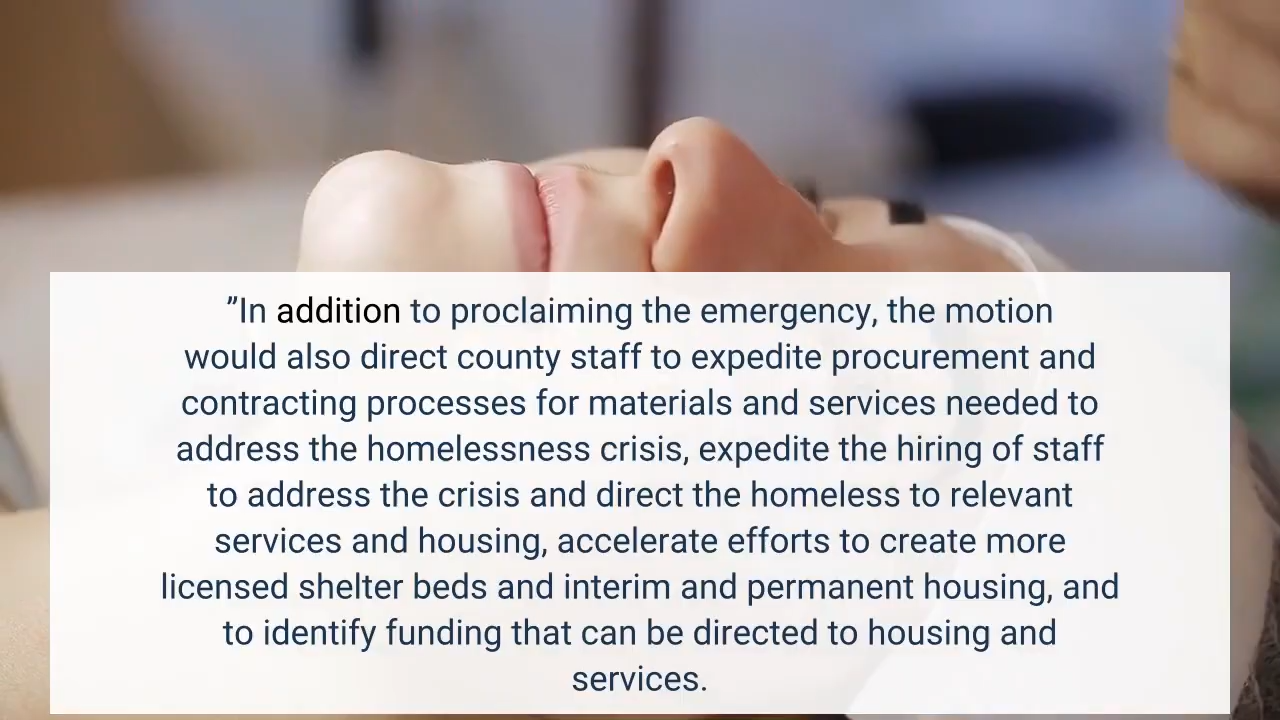 ”In addition to proclaiming the emergency, the motion
would also direct county staff to expedite procurement and
contracting processes for materials and services needed to
address the homelessness crisis, expedite the hiring of staff
to address the crisis and direct the homeless to relevant
services and housing, accelerate efforts to create more
licensed shelter beds and interim and permanent housing, and
to identify funding that can be directed to housing and
services.